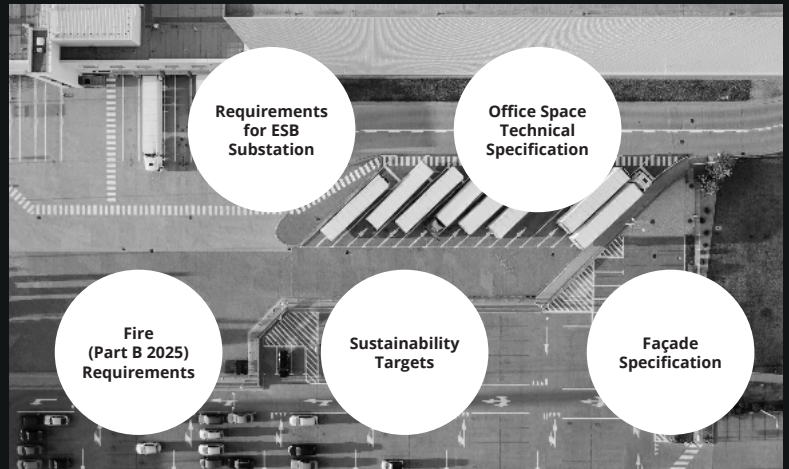 Requirements
for ESB
Substation
Office Space
Technical
Specification
Fire
(Part B 2025)
Requirements
Sustainability
Targets
Façade
Specification